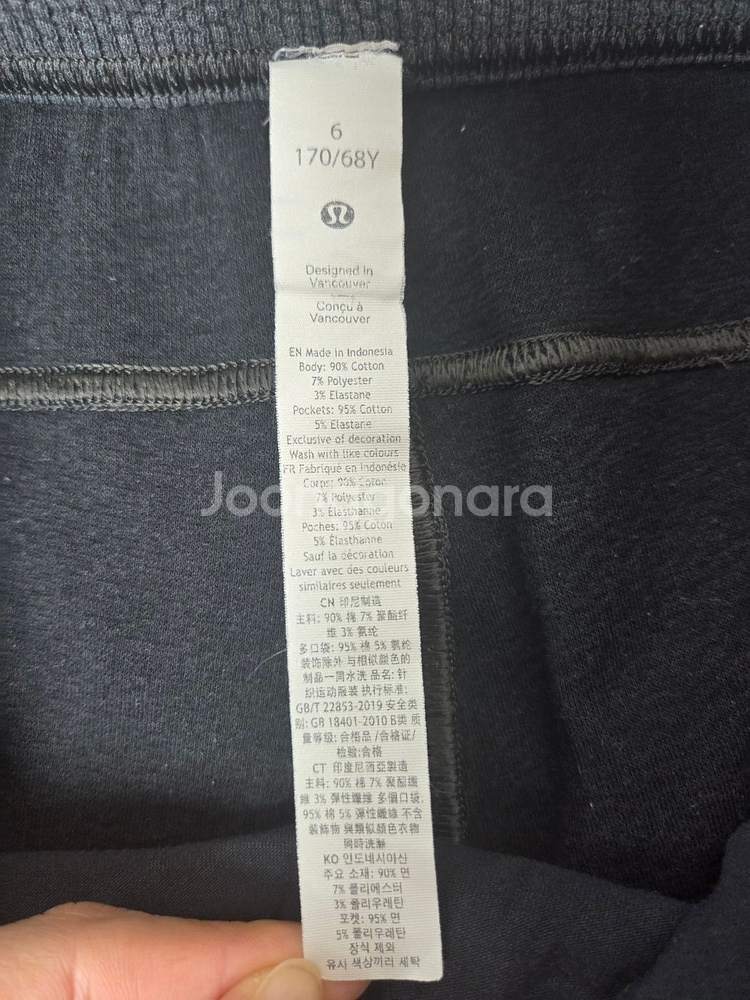 6
170/68Y
Designed in
Vancouver
Conçu à
Vancouver
EN Made in Indonesia
Body: 90% Cotton
7% Polyester
3% Elastane
Pockets: 95% Cotton
5% Elastane
Exclusive of decoration
Wash with like colours
FR Fabriqué en Indonésie
Corps: 90% Coton
7% Polyester
3% Élasthanne
Poches: 95% Coton
5% Élasthanne
Sauf la décoration
Laver avec des couleurs
similaires seulement
CN 印尼制造
主料: 90% 棉 7% 聚酯纤
维 3% 氨纶
多口袋: 95% 棉 5% 氨纶
装饰除外 与相似颜色的
制品一同水洗 品名: 针
织运动服装 执行标准:
GB/T 22853-2019 安全类
别: GB 18401-2010 B类 质
量等级: 合格品 /合格证/
检验:合格
CT 印度尼西亞製造
主料: 90% 棉 7% 聚酯纖
維 3% 彈性纖維 多個口袋:
95% 棉 5% 彈性纖維 不含
裝飾物 與類似顏色衣物
同時洗滌
KO 인도네시아산
주요 소재: 90% 면
7% 폴리에스터
3% 폴리우레탄
포켓: 95% 면
5% 폴리우레탄
장식 제외
유사 색상끼리 세탁